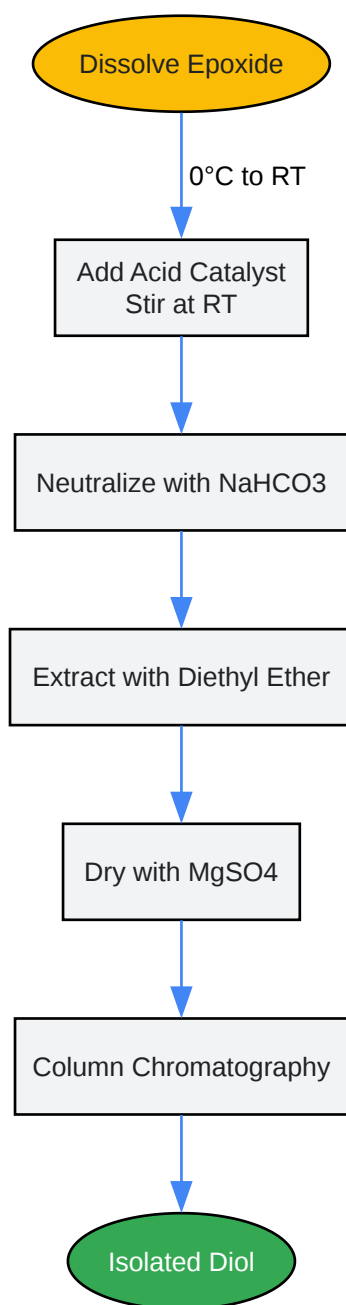 Dissolve Epoxide
0°C to RT
Add Acid Catalyst
Stir at RT
Neutralize with NaHCO3
Extract with Diethyl Ether
Dry with MgSO4
Column Chromatography
Isolated Diol